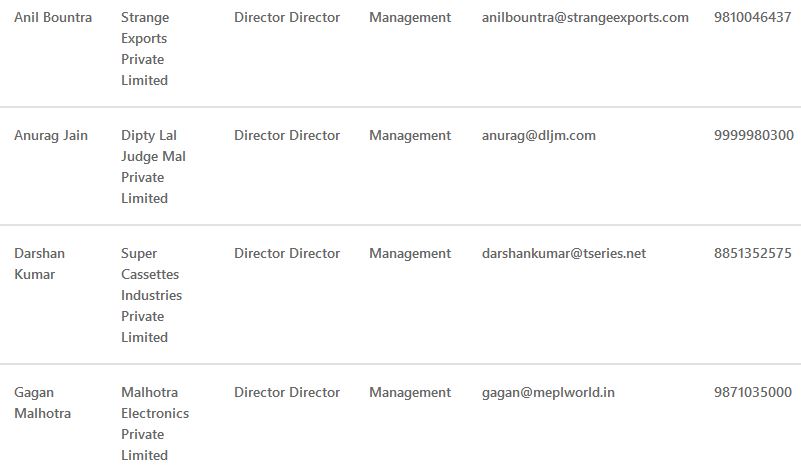 Anil Bountra Strange Director Director Management anilbountra@strangeexports.com 9810046437
Exports
Private
Limited
Anurag Jain Dipty Lal Director Director Management anurag@dljm.com 9999980300
Judge Mal
Private
Limited
Darshan Super Director Director Management darshankumar@tseries.net 8851352575
Kumar Cassettes
Industries
Private
Limited
Gagan Malhotra Director Director Management gagan@meplworld.in 9871035000
Malhotra Electronics
Private
Limited